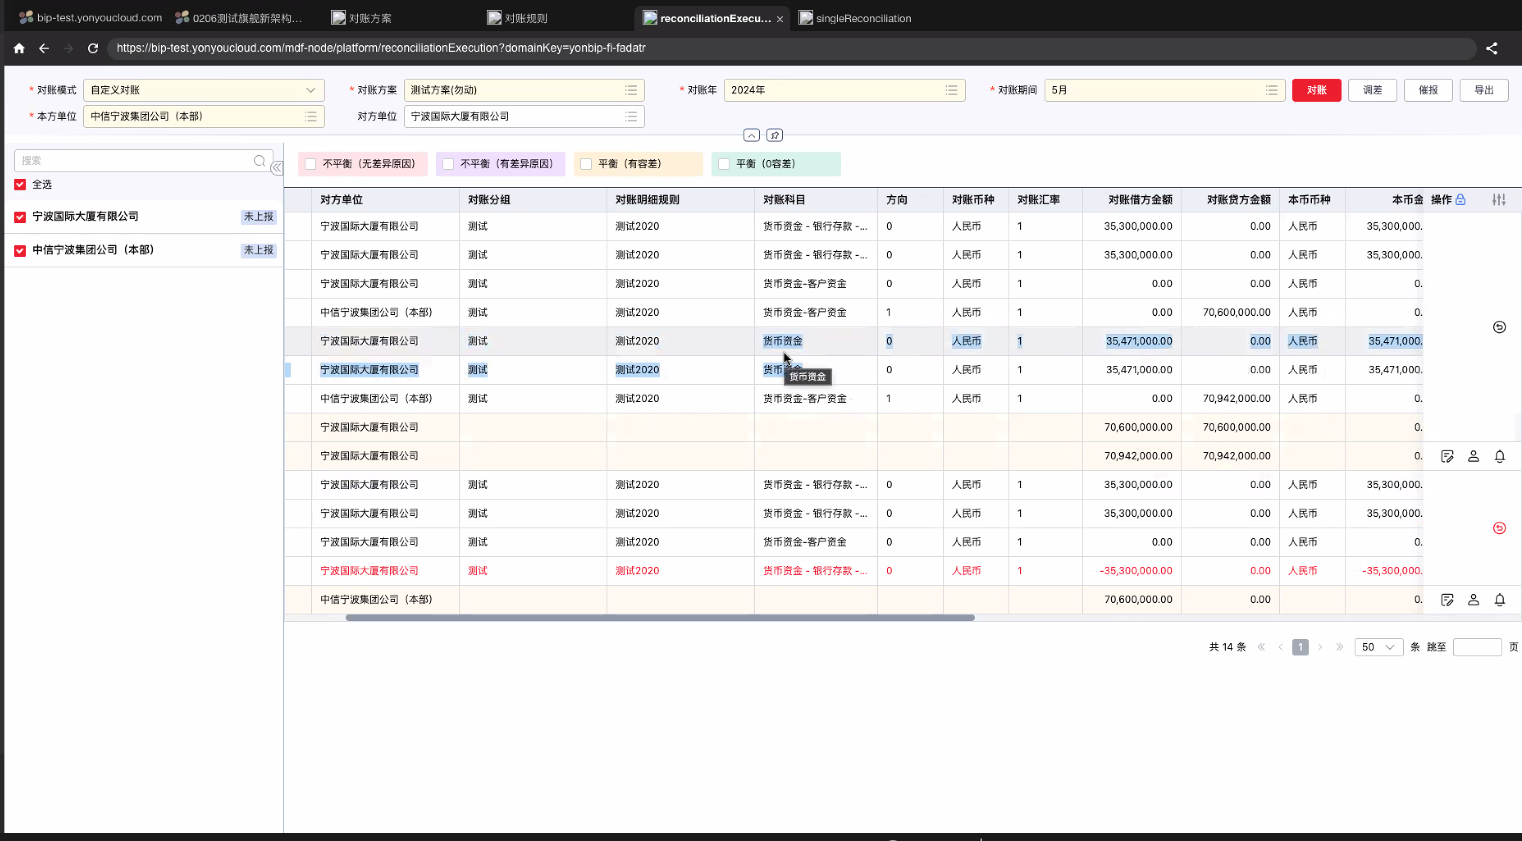 bip-test.yonyoucloud.com 0206测试旗舰新架构... 对账方案 对账规则 reconciliationExecu... × singleReconciliation
https://bip-test.yonyoucloud.com/mdf-node/platform/reconciliationExecution?domainKey=yonbip-fi-fadatr
* 对账模式 自定义对账 * 对账方案 测试方案(勿动) * 对账年 2024年 * 对账期间 5月 对账 调差 催报 导出
* 本方单位 中信宁波集团公司（本部） 对方单位 宁波国际大厦有限公司
搜索
全选
宁波国际大厦有限公司 未上报
中信宁波集团公司（本部） 未上报
不平衡（无差异原因） 不平衡（有差异原因） 平衡（有容差） 平衡（0容差）
对方单位 对账分组 对账明细规则 对账科目 方向 对账币种 对账汇率 对账借方金额 对账贷方金额 本币币种 本币金 操作
宁波国际大厦有限公司 测试 测试2020 货币资金 - 银行存款 -... 0 人民币 1 35,300,000.00 0.00 人民币 35,300,000.
宁波国际大厦有限公司 测试 测试2020 货币资金 - 银行存款 -... 0 人民币 1 35,300,000.00 0.00 人民币 35,300,000.
宁波国际大厦有限公司 测试 测试2020 货币资金-客户资金 0 人民币 1 0.00 0.00 人民币 0.
中信宁波集团公司（本部） 测试 测试2020 货币资金-客户资金 1 人民币 1 0.00 70,600,000.00 人民币 0.
宁波国际大厦有限公司 测试 测试2020 货币资金 0 人民币 1 35,471,000.00 0.00 人民币 35,471,000.
宁波国际大厦有限公司 测试 测试2020 货币资金 0 人民币 1 35,471,000.00 0.00 人民币 35,471,000.
货币资金
中信宁波集团公司（本部） 测试 测试2020 货币资金-客户资金 1 人民币 1 0.00 70,942,000.00 人民币 0.
宁波国际大厦有限公司 70,600,000.00 70,600,000.00 0.
宁波国际大厦有限公司 70,942,000.00 70,942,000.00 0.
宁波国际大厦有限公司 测试 测试2020 货币资金 - 银行存款 -... 0 人民币 1 35,300,000.00 0.00 人民币 35,300,000.
宁波国际大厦有限公司 测试 测试2020 货币资金 - 银行存款 -... 0 人民币 1 35,300,000.00 0.00 人民币 35,300,000.
宁波国际大厦有限公司 测试 测试2020 货币资金-客户资金 0 人民币 1 0.00 0.00 人民币 0.
宁波国际大厦有限公司 测试 测试2020 货币资金 - 银行存款 -... 0 人民币 1 -35,300,000.00 0.00 人民币 -35,300,000.
中信宁波集团公司（本部） 70,600,000.00 0.00 0.
共 14 条 1 50 条 跳至 页